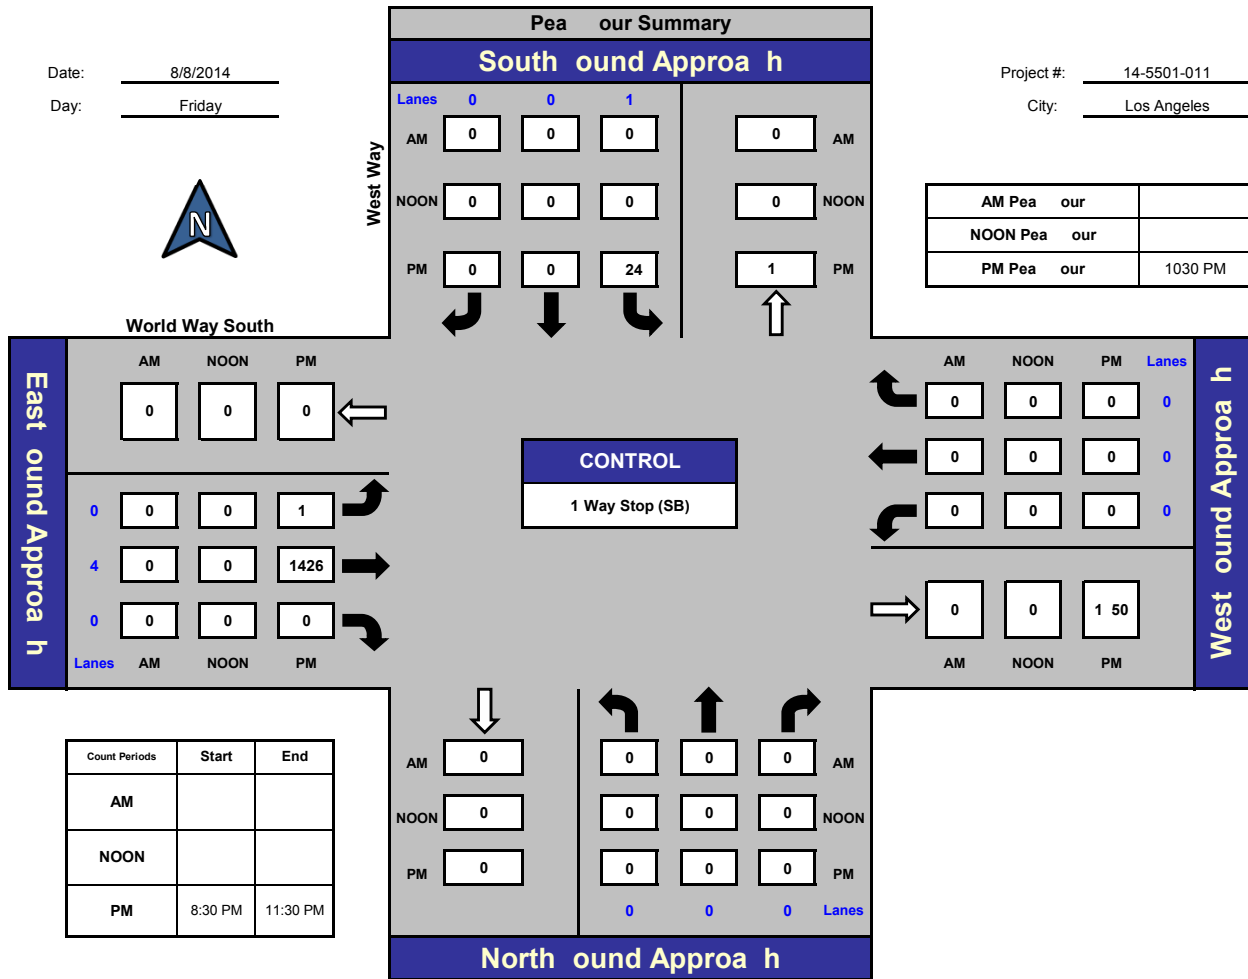 Pea our Summary
South ound Approa h
Date: 8/8/2014
Day: Friday
Project #: 14-5501-011
City: Los Angeles
N
West Way
Lanes 0 0 1
AM 0 0 0 0 AM
NOON 0 0 0 0 NOON
PM 0 0 24 1 PM
AM Pea our
NOON Pea our
PM Pea our 1030 PM
World Way South
East ound Approa h
AM NOON PM
0 0 0
0 0 0 1
4 0 0 1426
0 0 0 0
Lanes AM NOON PM
CONTROL
1 Way Stop (SB)
West ound Approa h
AM NOON PM Lanes
0 0 0 0
0 0 0 0
0 0 0 0
0 0 1 50
AM NOON PM
Count Periods Start End
AM
NOON
PM 8:30 PM 11:30 PM
AM 0 0 0 0 AM
NOON 0 0 0 0 NOON
PM 0 0 0 0 PM
0 0 0 Lanes
North ound Approa h